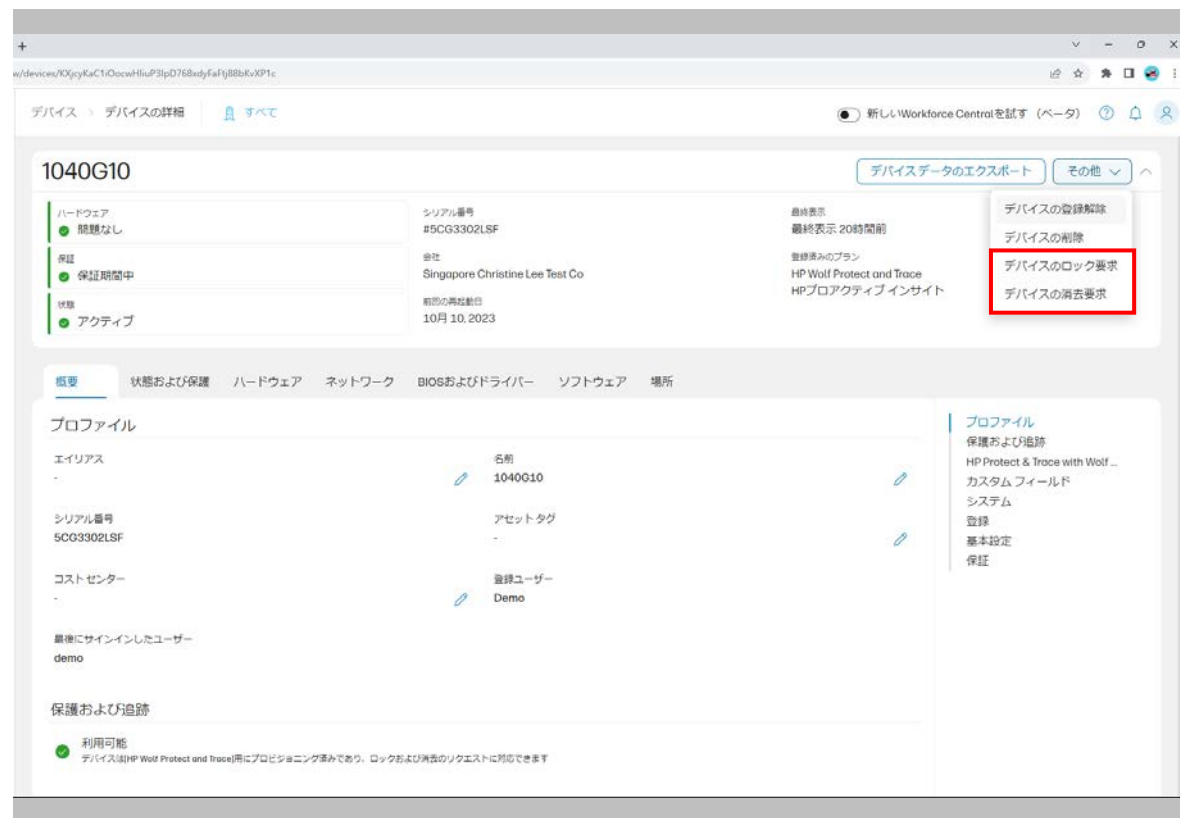 +
デバイス > デバイスの詳細 すべて
新しいWorkforce Centralを試す (ベータ)
1040G10
デバイスデータのエクスポート
その他
デバイスの登録解除
デバイスの削除
デバイスのロック要求
デバイスの消去要求
ハードウェア
問題なし
保証
保証期間中
状態
アクティブ
シリアル番号
#5CG3302LSF
会社
Singapore Christine Lee Test Co
前回の再起動日
10月 10, 2023
最終表示
最終表示 20時間前
登録済みのプラン
HP Wolf Protect and Trace
HPプロアクティブ インサイト
概要 状態および保護 ハードウェア ネットワーク BIOSおよびドライバー ソフトウェア 場所
プロファイル
エイリアス
-
名前
1040G10
シリアル番号
5CG3302LSF
アセット タグ
-
コスト センター
-
登録ユーザー
Demo
最後にサインインしたユーザー
demo
保護および追跡
利用可能
デバイスは[HP Wolf Protect and Trace]用にプロビジョニング済みであり、ロックおよび消去のリクエストに対応できます
プロファイル
保護および追跡
HP Protect & Trace with Wolf ...
カスタム フィールド
システム
登録
基本設定
保証